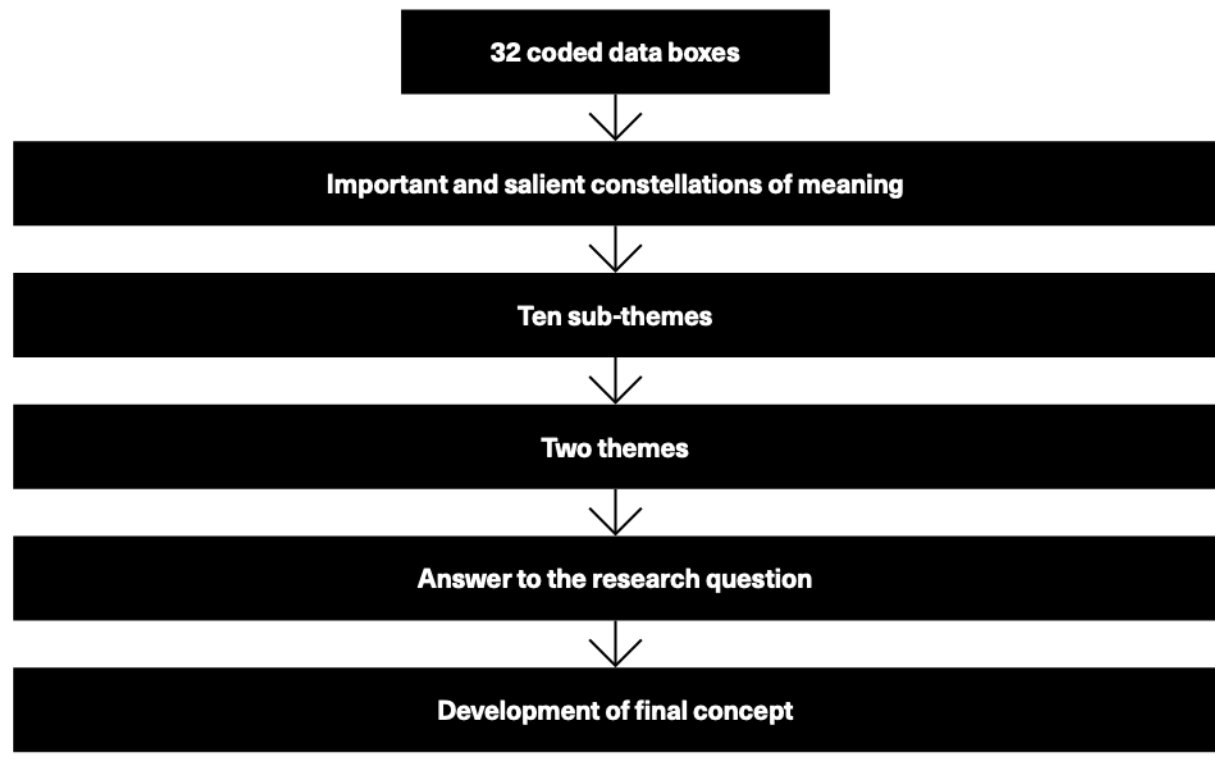 32 coded data boxes
Important and salient constellations of meaning
Ten sub-themes
Two themes
Answer to the research question
Development of final concept